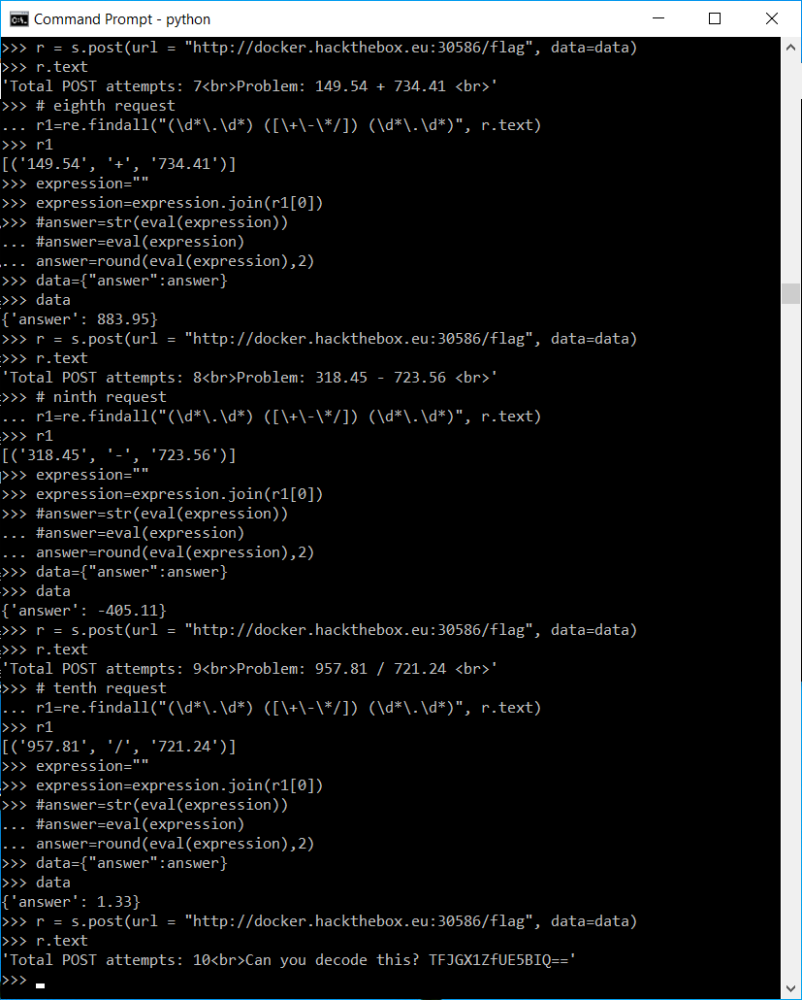 Command Prompt - python
>>> r = s.post(url = "http://docker.hackthebox.eu:30586/flag", data=data)
>>> r.text
'Total POST attempts: 7<br>Problem: 149.54 + 734.41 <br>'
>>> # eighth request
... r1=re.findall("(\d*\.\d*) ([\+\-\*/]) (\d*\.\d*)", r.text)
>>> r1
[('149.54', '+', '734.41')]
>>> expression=""
>>> expression=expression.join(r1[0])
>>> #answer=str(eval(expression))
... #answer=eval(expression)
... answer=round(eval(expression),2)
>>> data={"answer":answer}
>>> data
{'answer': 883.95}
>>> r = s.post(url = "http://docker.hackthebox.eu:30586/flag", data=data)
>>> r.text
'Total POST attempts: 8<br>Problem: 318.45 - 723.56 <br>'
>>> # ninth request
... r1=re.findall("(\d*\.\d*) ([\+\-\*/]) (\d*\.\d*)", r.text)
>>> r1
[('318.45', '-', '723.56')]
>>> expression=""
>>> expression=expression.join(r1[0])
>>> #answer=str(eval(expression))
... #answer=eval(expression)
... answer=round(eval(expression),2)
>>> data={"answer":answer}
>>> data
{'answer': -405.11}
>>> r = s.post(url = "http://docker.hackthebox.eu:30586/flag", data=data)
>>> r.text
'Total POST attempts: 9<br>Problem: 957.81 / 721.24 <br>'
>>> # tenth request
... r1=re.findall("(\d*\.\d*) ([\+\-\*/]) (\d*\.\d*)", r.text)
>>> r1
[('957.81', '/', '721.24')]
>>> expression=""
>>> expression=expression.join(r1[0])
>>> #answer=str(eval(expression))
... #answer=eval(expression)
... answer=round(eval(expression),2)
>>> data={"answer":answer}
>>> data
{'answer': 1.33}
>>> r = s.post(url = "http://docker.hackthebox.eu:30586/flag", data=data)
>>> r.text
'Total POST attempts: 10<br>Can you decode this? TFJGX1ZfUE5BIQ=='
>>>